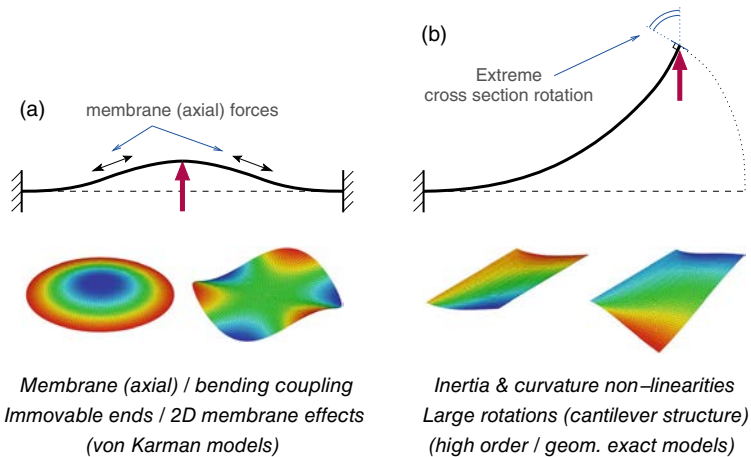 (a)
membrane (axial) forces
Membrane (axial) / bending coupling
Immovable ends / 2D membrane effects
(von Karman models)
(b)
Extreme
cross section rotation
Inertia & curvature non–linearities
Large rotations (cantilever structure)
(high order / geom. exact models)